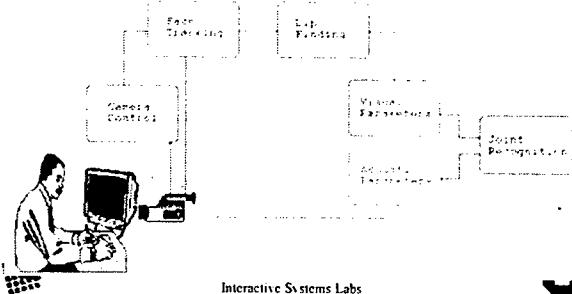 Face
Tracking
Lip
Finding
Camera
Control
Visual
Parameters
Joint
Recognition
Acoustic
Parameters
Interactive Systems Labs